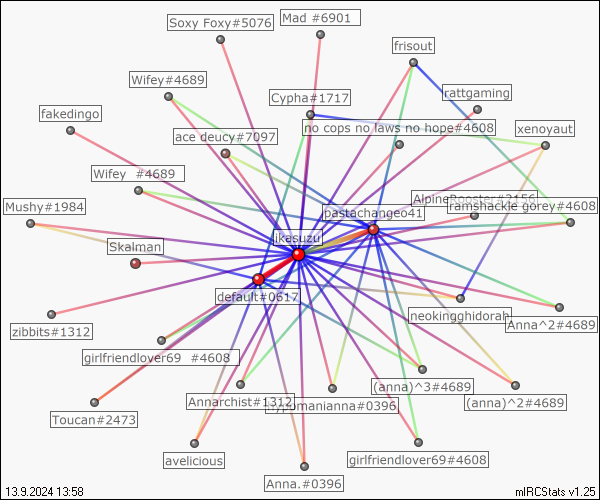 Mad #6901
Soxy Foxy#5076
frisout
Wifey#4689
rattgaming
Cypha#1717
fakedingo
no cops no laws no hope#4608
xenoyaut
ace deucy#7097
Wifey #4689
AlpineRooster#2156
Mushy#1984
ramshackle gorey#4608
pastachangeo41
ikasuzu
Skalman
default#0617
neokingghidorah
zibbits#1312
Anna^2#4689
girlfriendlover69 #4608
(anna)^3#4689
Annarchist#1312
(anna)^2#4689
Toucan#2473
avelicious
girlfriendlover69#4608
Anna.#0396
13.9.2024 13:58
mIRCStats v1.25